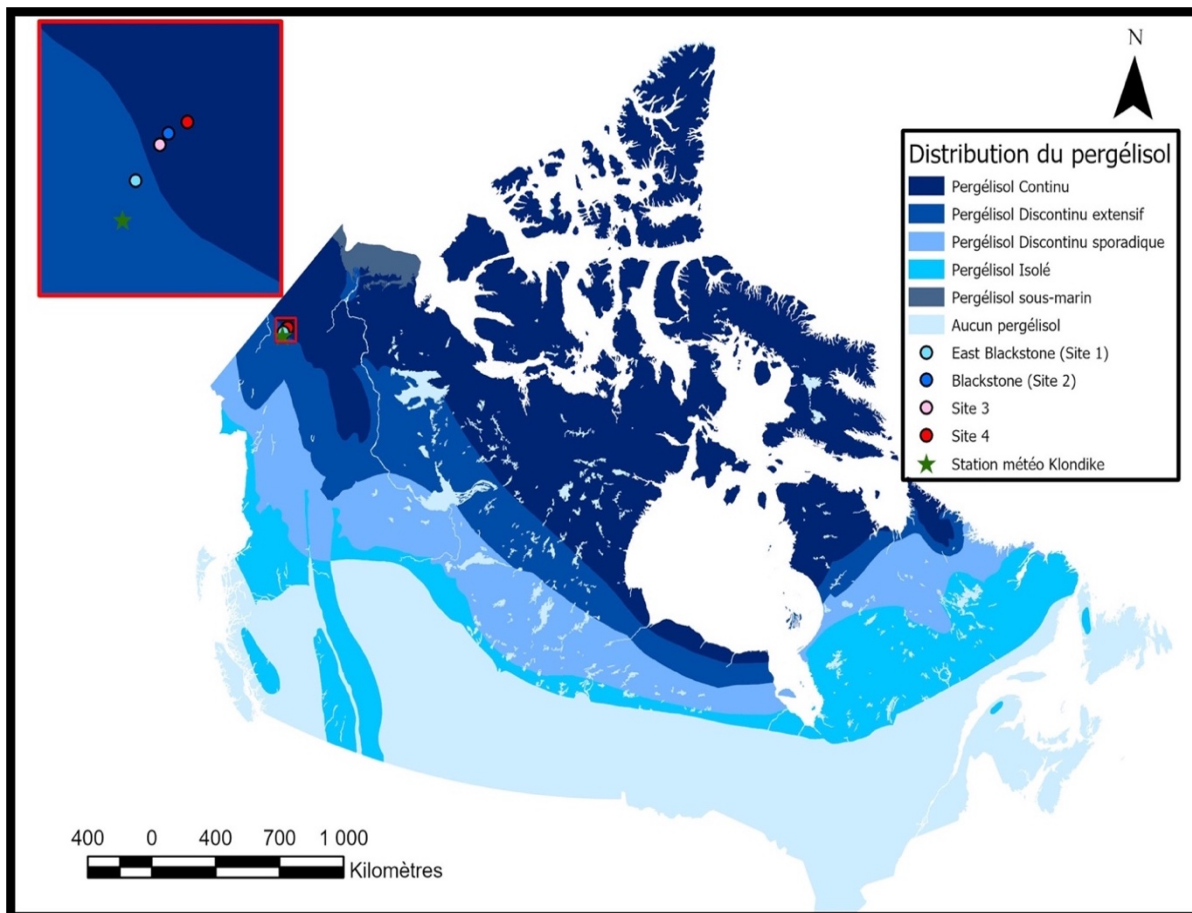 N
Distribution du pergélisol
Pergélisol Continu
Pergélisol Discontinu extensif
Pergélisol Discontinu sporadique
Pergélisol Isolé
Pergélisol sous-marin
Aucun pergélisol
East Blackstone (Site 1)
Blackstone (Site 2)
Site 3
Site 4
Station météo Klondike
400 0 400 700 1 000
Kilomètres